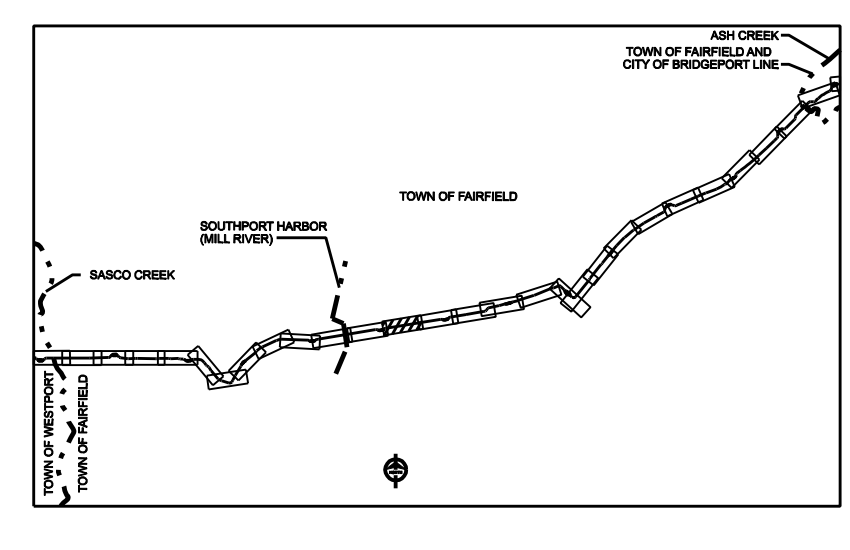 ASH CREEK
TOWN OF FAIRFIELD AND
CITY OF BRIDGEPORT LINE
TOWN OF FAIRFIELD
SOUTHPORT HARBOR
(MILL RIVER)
SASCO CREEK
TOWN OF WESTPORT
TOWN OF FAIRFIELD